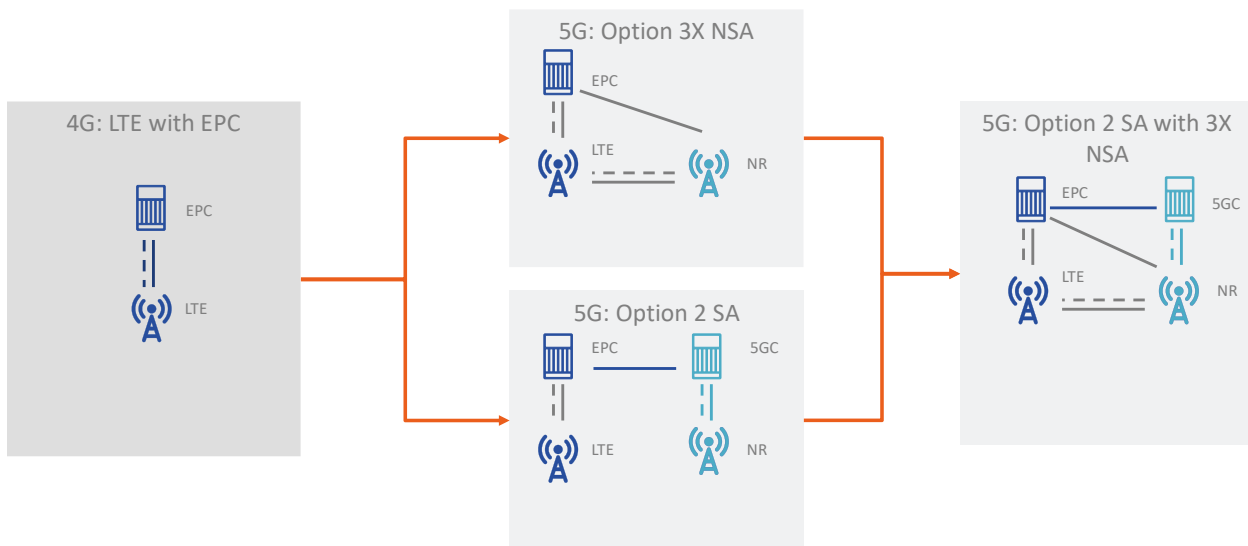 4G: LTE with EPC
EPC
LTE
5G: Option 3X NSA
EPC
LTE
NR
5G: Option 2 SA
EPC
5GC
LTE
NR
5G: Option 2 SA with 3X
NSA
EPC
5GC
LTE
NR